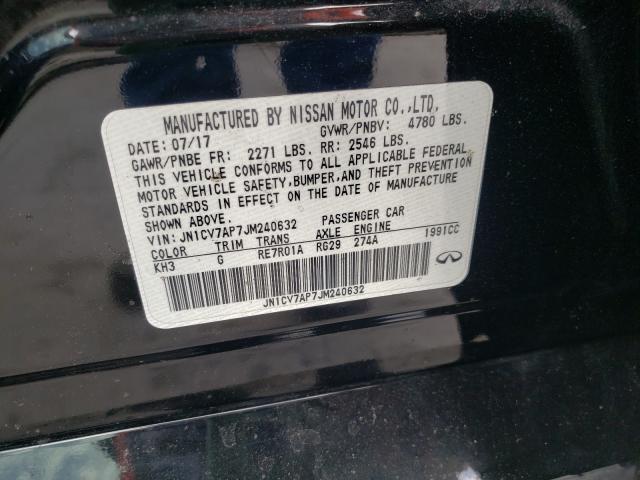 MANUFACTURED BY NISSAN MOTOR CO.,LTD.
DATE: 07/17 GVWR/PNBV: 4780 LBS.
GAWR/PNBE FR: 2271 LBS. RR: 2546 LBS.
THIS VEHICLE CONFORMS TO ALL APPLICABLE FEDERAL
MOTOR VEHICLE SAFETY,BUMPER,AND THEFT PREVENTION
STANDARDS IN EFFECT ON THE DATE OF MANUFACTURE
SHOWN ABOVE.
VIN: JN1CV7AP7JM240632 PASSENGER CAR
COLOR TRIM TRANS AXLE ENGINE
KH3 G RE7R01A RG29 274A 1991CC
JN1CV7AP7JM240632